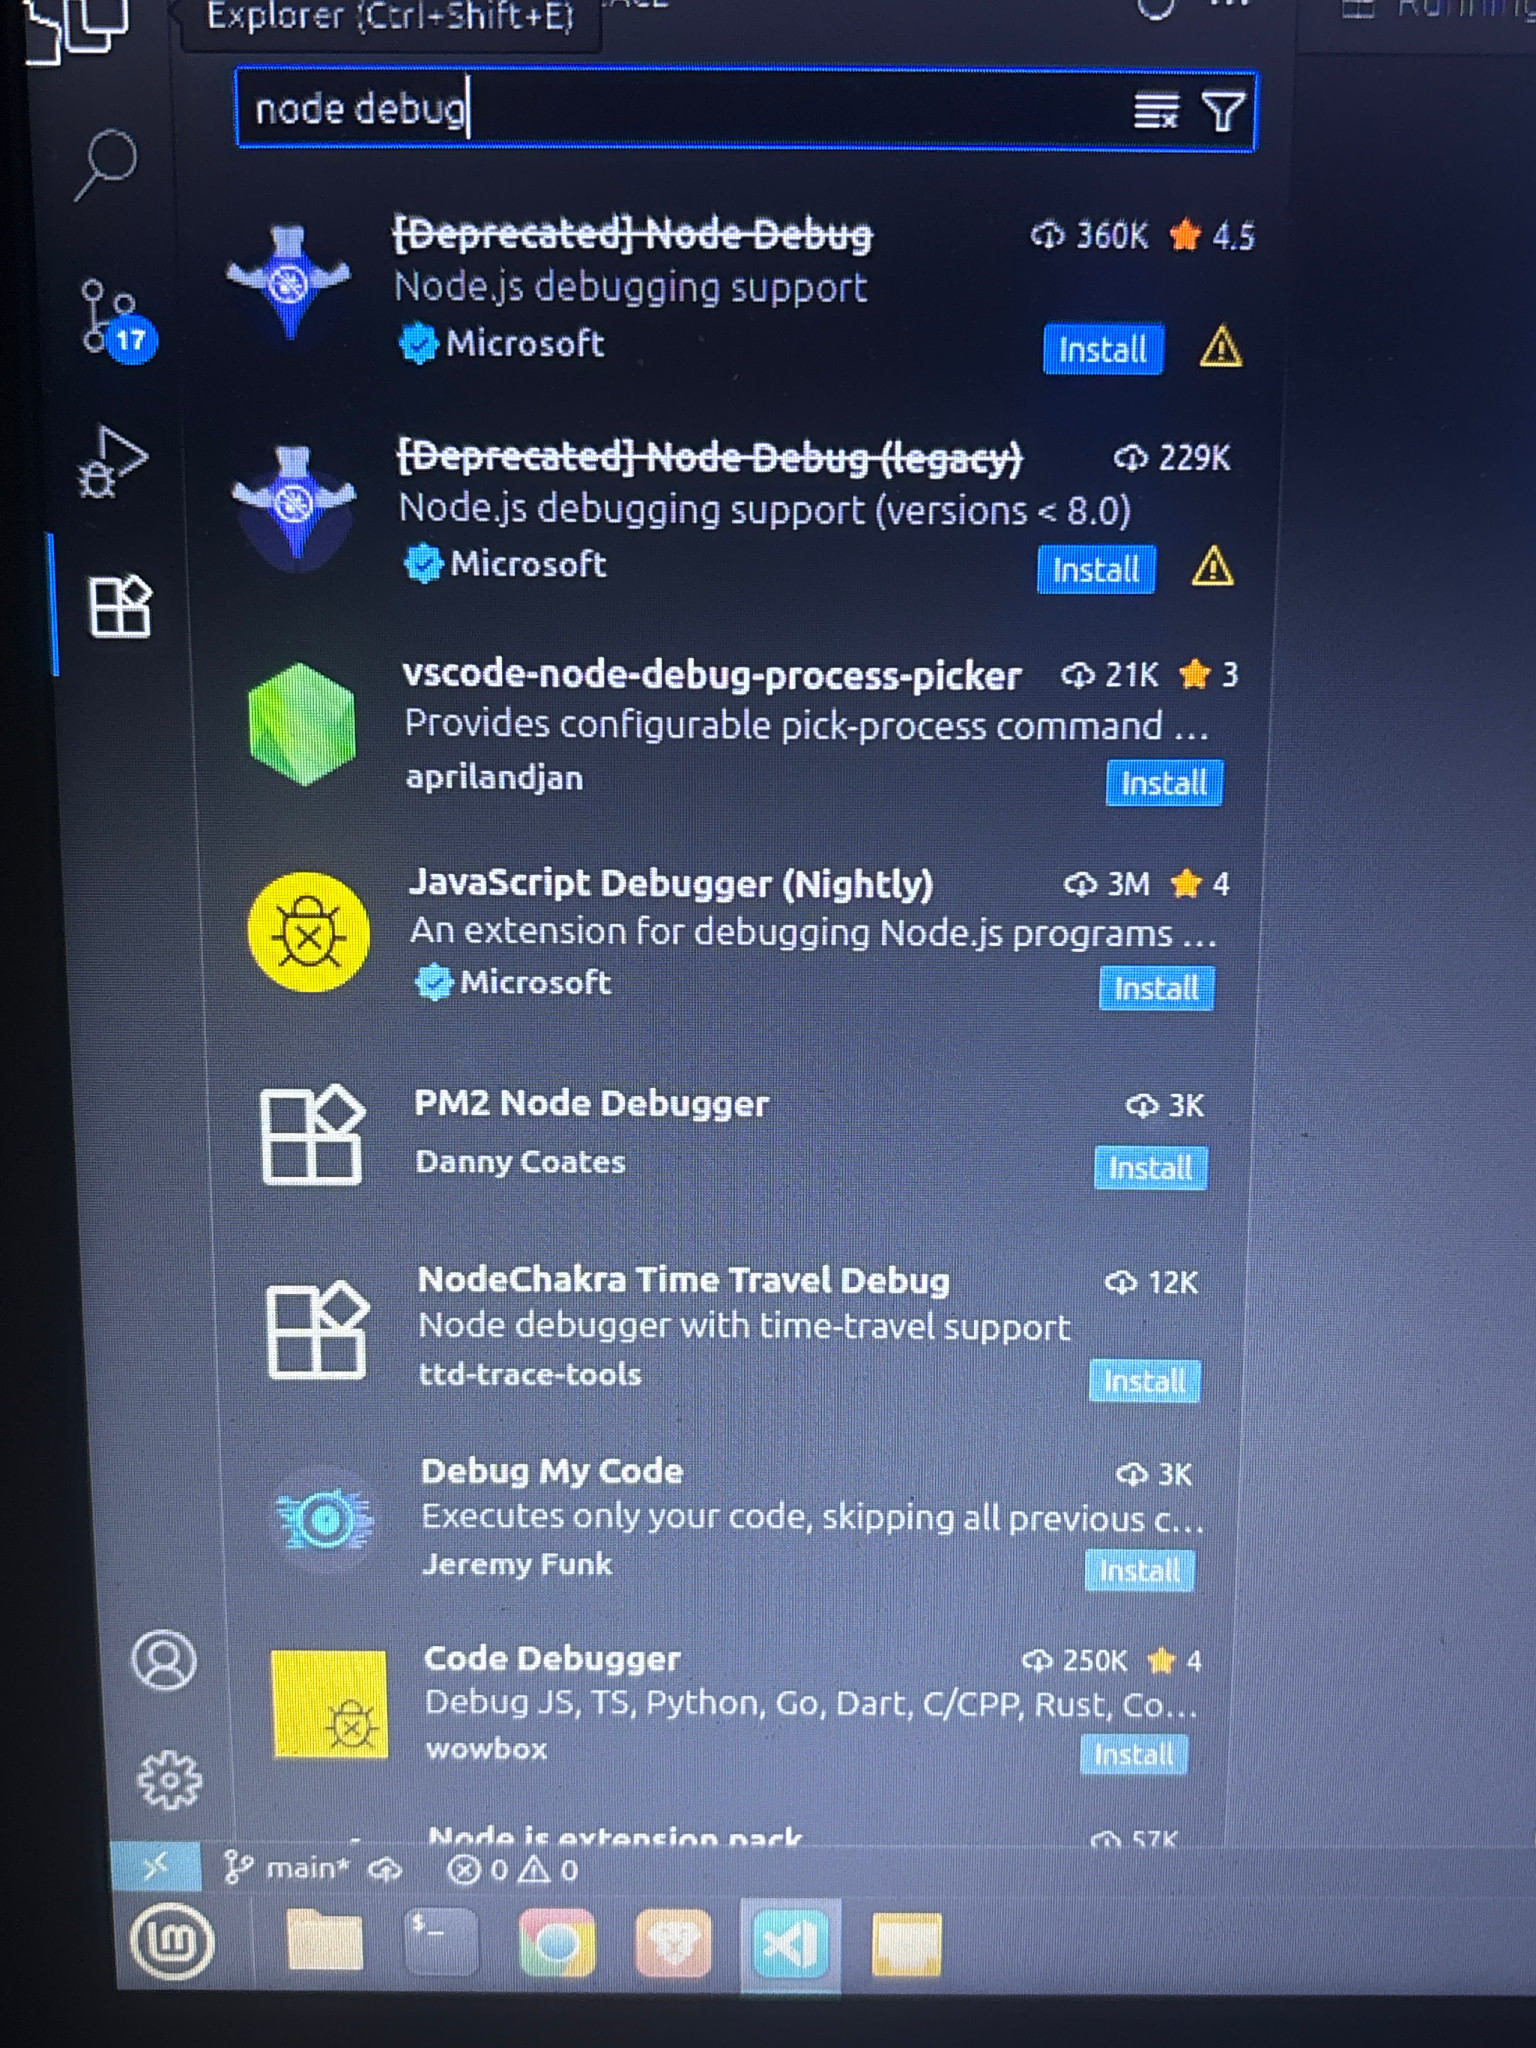 Explorer (Ctrl+Shift+E)
node debug
[Deprecated] Node Debug 360K 4.5
Node.js debugging support
Microsoft Install
17
[Deprecated] Node Debug (legacy) 229K
Node.js debugging support (versions < 8.0)
Microsoft Install
vscode-node-debug-process-picker 21K 3
Provides configurable pick-process command ...
aprilandjan Install
JavaScript Debugger (Nightly) 3M 4
An extension for debugging Node.js programs ...
Microsoft Install
PM2 Node Debugger 3K
Danny Coates Install
NodeChakra Time Travel Debug 12K
Node debugger with time-travel support
ttd-trace-tools Install
Debug My Code 3K
Executes only your code, skipping all previous c...
Jeremy Funk Install
Code Debugger 250K 4
Debug JS, TS, Python, Go, Dart, C/CPP, Rust, Co...
wowbox Install
Node js extension pack 57K
main* 0 0
$_